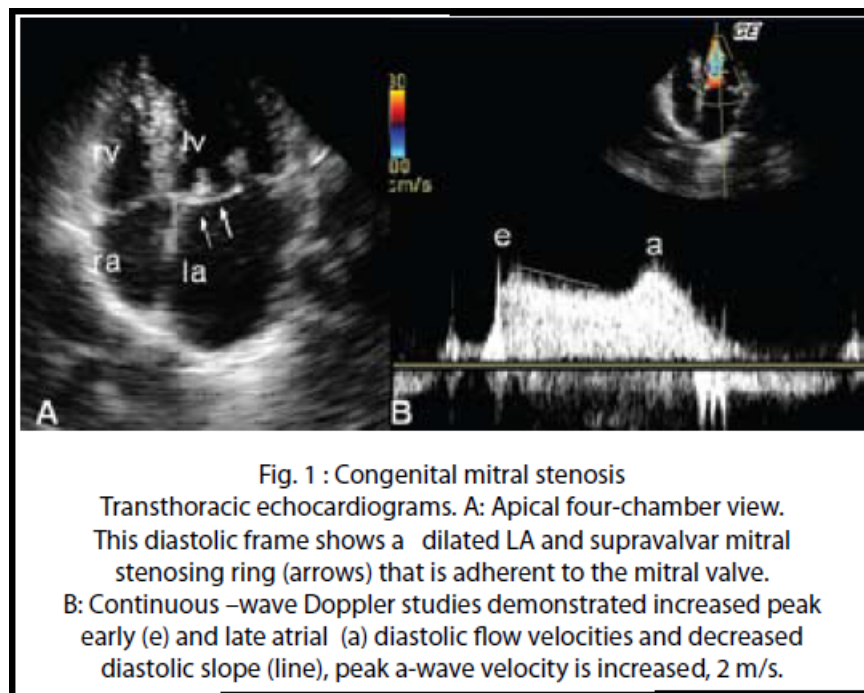 GE
rv
lv
ra
la
A
cm/s
e
a
B
Fig. 1 : Congenital mitral stenosis
Transthoracic echocardiograms. A: Apical four-chamber view.
This diastolic frame shows a dilated LA and supravalvar mitral
stenosing ring (arrows) that is adherent to the mitral valve.
B: Continuous –wave Doppler studies demonstrated increased peak
early (e) and late atrial (a) diastolic flow velocities and decreased
diastolic slope (line), peak a-wave velocity is increased, 2 m/s.